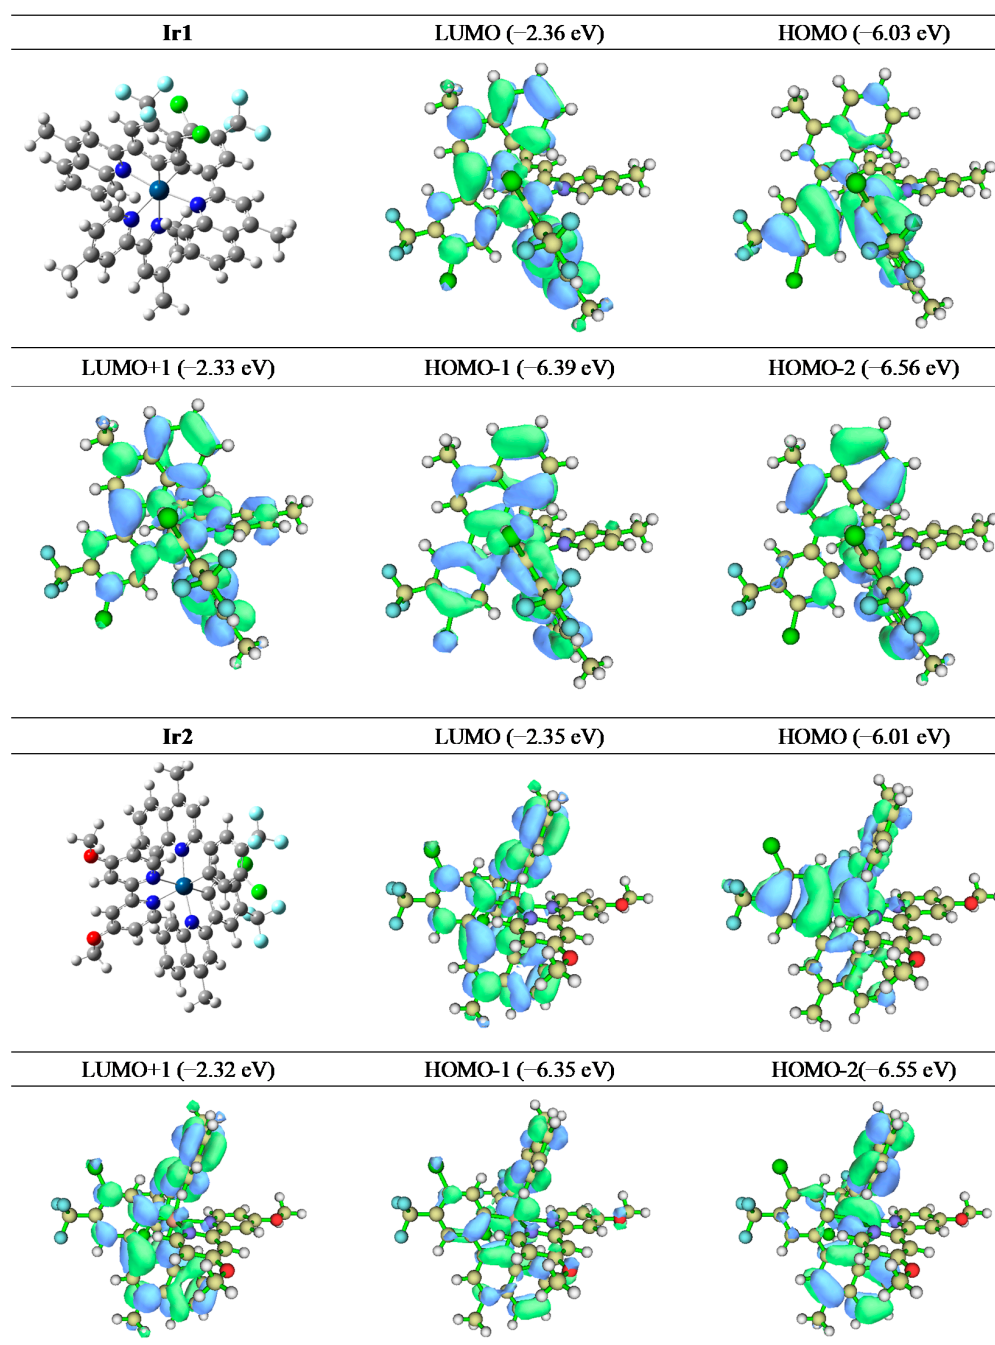 Ir1 LUMO (−2.36 eV) HOMO (−6.03 eV)
LUMO+1 (−2.33 eV) HOMO-1 (−6.39 eV) HOMO-2 (−6.56 eV)
Ir2 LUMO (−2.35 eV) HOMO (−6.01 eV)
LUMO+1 (−2.32 eV) HOMO-1 (−6.35 eV) HOMO-2(−6.55 eV)